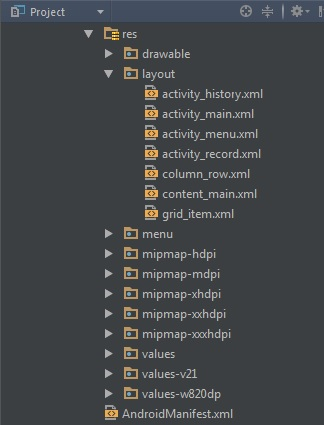 Project
res
drawable
layout
activity_history.xml
activity_main.xml
activity_menu.xml
activity_record.xml
column_row.xml
content_main.xml
grid_item.xml
menu
mipmap-hdpi
mipmap-mdpi
mipmap-xhdpi
mipmap-xxhdpi
mipmap-xxxhdpi
values
values-v21
values-w820dp
AndroidManifest.xml